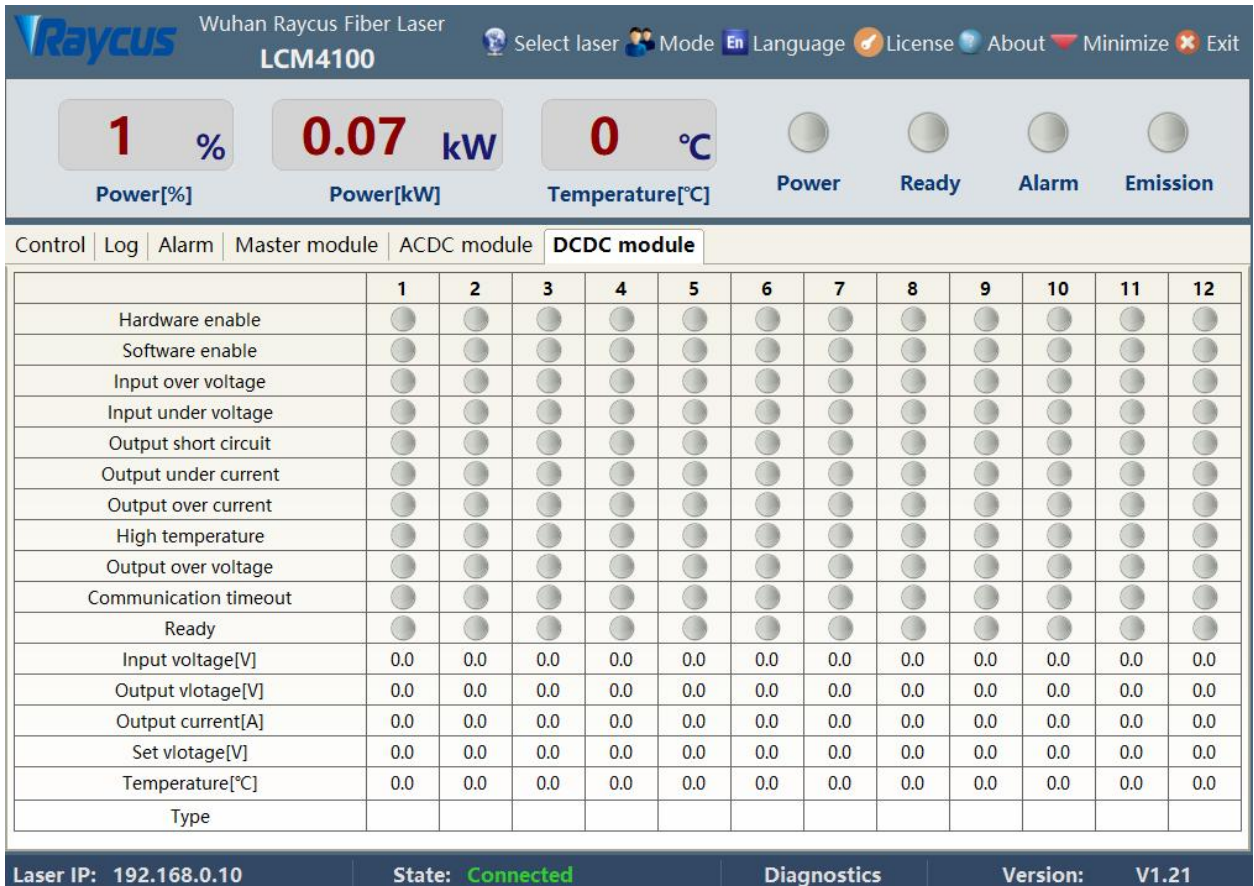 Raycus Wuhan Raycus Fiber Laser
LCM4100
Select laser Mode En Language License ? About Minimize Exit
1 % 0.07 kW 0 ℃
Power[%] Power[kW] Temperature[℃] Power Ready Alarm Emission
Control Log Alarm Master module ACDC module DCDC module
1 2 3 4 5 6 7 8 9 10 11 12
Hardware enable
Software enable
Input over voltage
Input under voltage
Output short circuit
Output under current
Output over current
High temperature
Output over voltage
Communication timeout
Ready
Input voltage[V] 0.0 0.0 0.0 0.0 0.0 0.0 0.0 0.0 0.0 0.0 0.0 0.0
Output vlotage[V] 0.0 0.0 0.0 0.0 0.0 0.0 0.0 0.0 0.0 0.0 0.0 0.0
Output current[A] 0.0 0.0 0.0 0.0 0.0 0.0 0.0 0.0 0.0 0.0 0.0 0.0
Set vlotage[V] 0.0 0.0 0.0 0.0 0.0 0.0 0.0 0.0 0.0 0.0 0.0 0.0
Temperature[℃] 0.0 0.0 0.0 0.0 0.0 0.0 0.0 0.0 0.0 0.0 0.0 0.0
Type
Laser IP: 192.168.0.10 State: Connected Diagnostics Version: V1.21